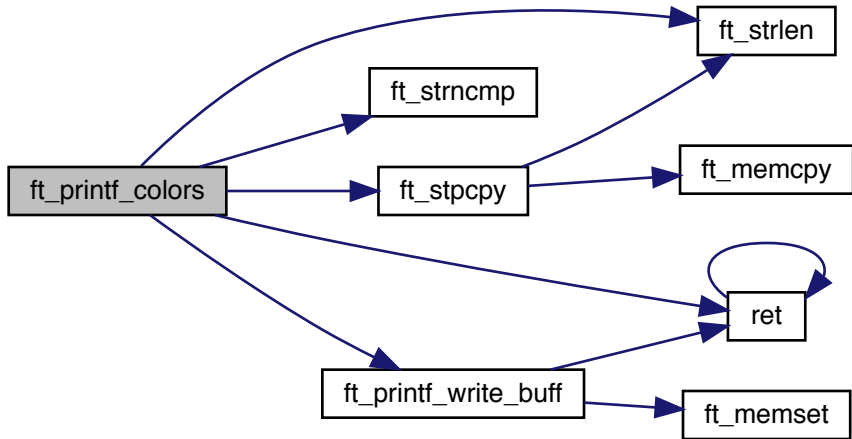 ft_strlen
ft_strncmp
ft_printf_colors
ft_stpcpy
ft_memcpy
ret
ft_printf_write_buff
ft_memset